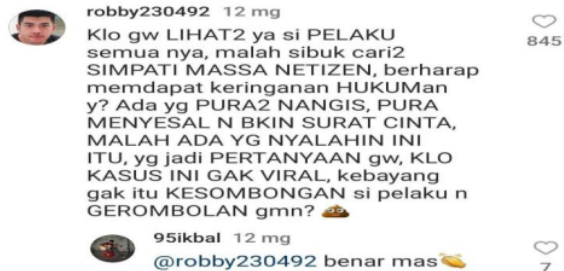 robby230492 12 mg
Klo gw LIHAT2 ya si PELAKU
semua nya, malah sibuk cari2
SIMPATI MASSA NETIZEN, berharap
memdapat keringanan HUKUMan
y? Ada yg PURA2 NANGIS, PURA
MENYESAL N BKIN SURAT CINTA,
MALAH ADA YG NYALAHIN INI
ITU, yg jadi PERTANYAAN gw, KLO
KASUS INI GAK VIRAL, kebayang
gak itu KESOMBONGAN si pelaku n
GEROMBOLAN gmn? 💩
845
95ikbal 12 mg
@robby230492 benar mas👏
7